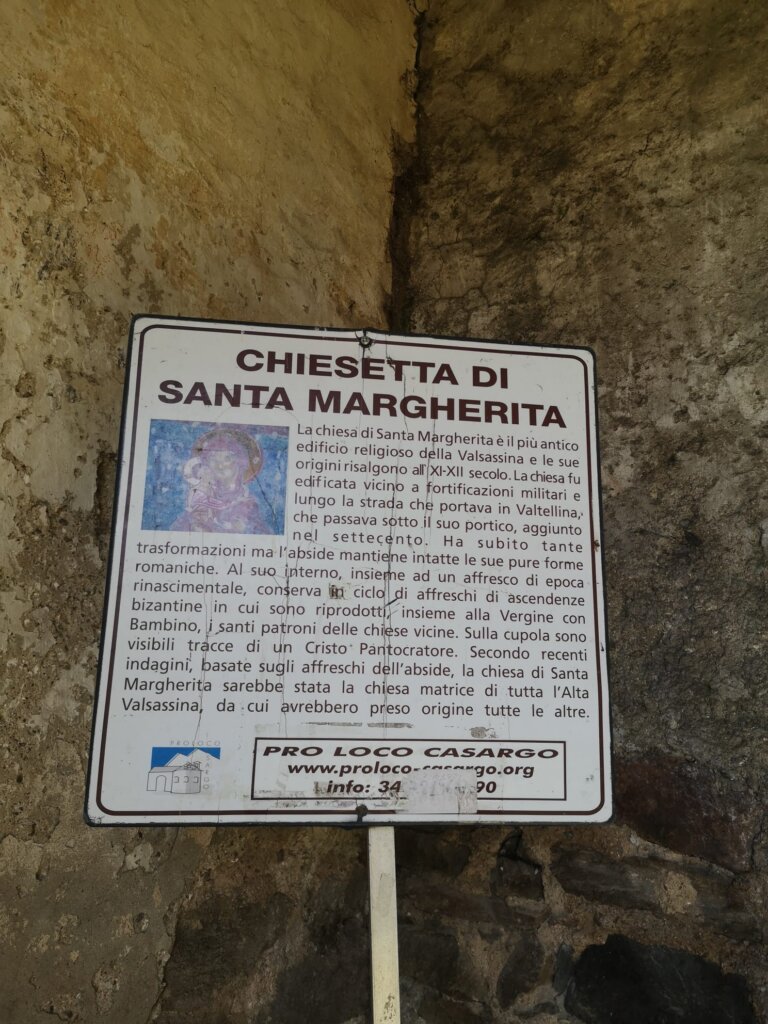 CHIESETTA DI
SANTA MARGHERITA
La chiesa di Santa Margherita è il più antico
edificio religioso della Valsassina e le sue
origini risalgono all' XI-XII secolo. La chiesa fu
edificata vicino a fortificazioni militari e
lungo la strada che portava in Valtellina,
che passava sotto il suo portico, aggiunto
nel settecento. Ha subito tante
trasformazioni ma l'abside mantiene intatte le sue pure forme
romaniche. Al suo interno, insieme ad un affresco di epoca
rinascimentale, conserva in ciclo di affreschi di ascendenze
bizantine in cui sono riprodotti, insieme alla Vergine con
Bambino, i santi patroni delle chiese vicine. Sulla cupola sono
visibili tracce di un Cristo Pantocratore. Secondo recenti
indagini, basate sugli affreschi dell'abside, la chiesa di Santa
Margherita sarebbe stata la chiesa matrice di tutta l'Alta
Valsassina, da cui avrebbero preso origine tutte le altre.
PROLOCO
CASARGO
PRO LOCO CASARGO
www.proloco-casargo.org
info: 34 90